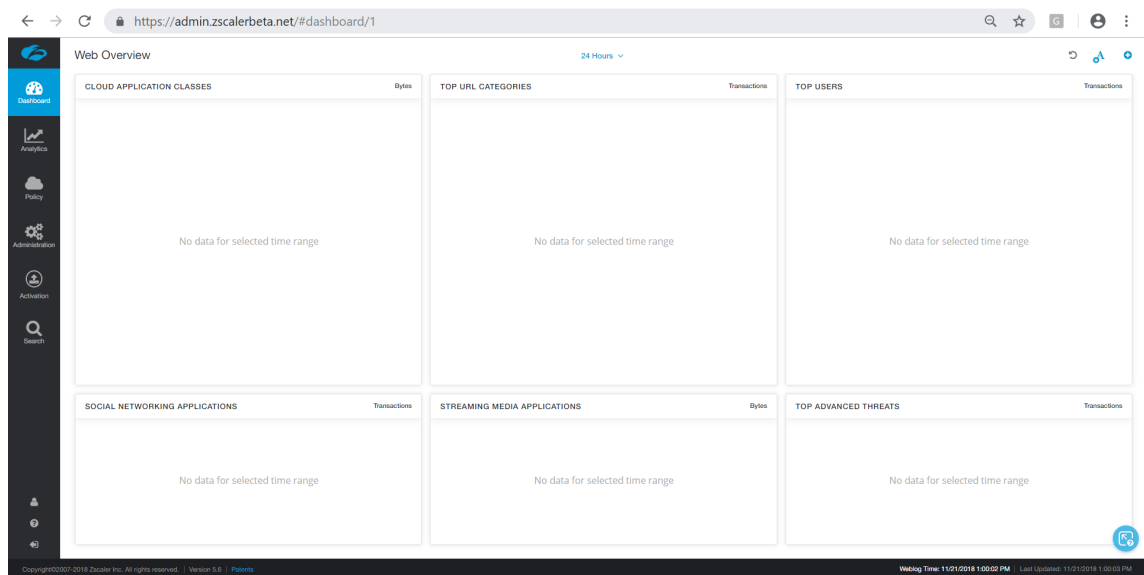 https://admin.zscalerbeta.net/#dashboard/1
G
Web Overview
24 Hours
Dashboard
Analytics
Policy
Administration
Activation
Search
CLOUD APPLICATION CLASSES Bytes
No data for selected time range
TOP URL CATEGORIES Transactions
No data for selected time range
TOP USERS Transactions
No data for selected time range
SOCIAL NETWORKING APPLICATIONS Transactions
No data for selected time range
STREAMING MEDIA APPLICATIONS Bytes
No data for selected time range
TOP ADVANCED THREATS Transactions
No data for selected time range
Copyright©2007-2018 Zscaler Inc. All rights reserved. | Version 5.6 | Patents
Weblog Time: 11/21/2018 1:00:02 PM | Last Updated: 11/21/2018 1:00:03 PM